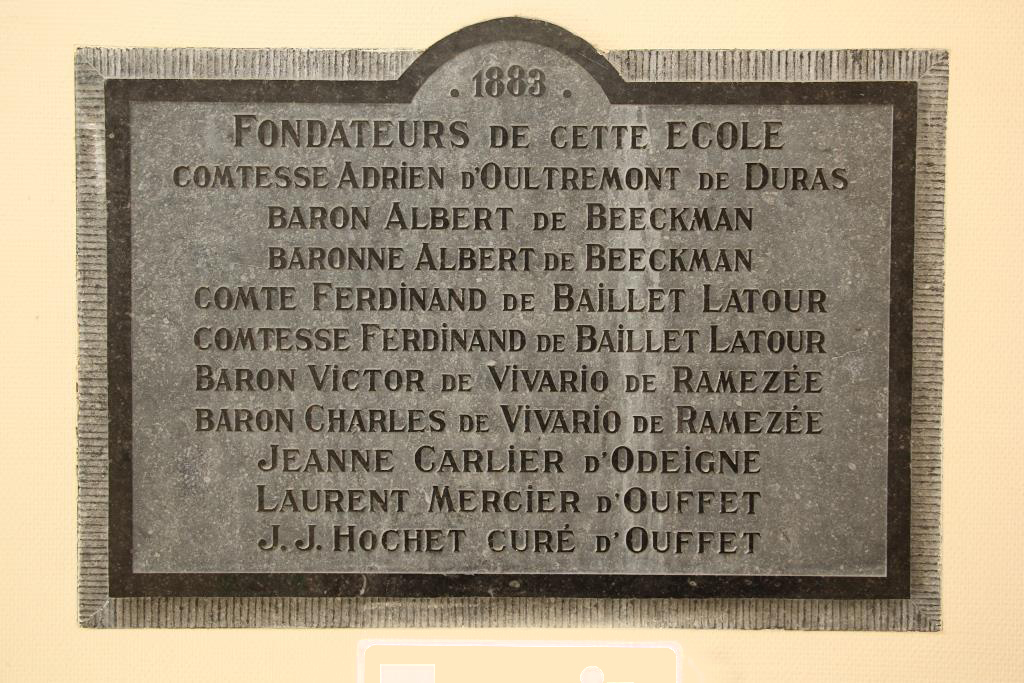 . 1883 .
FONDATEURS DE CETTE ECOLE
COMTESSE ADRIEN D'OULTREMONT DE DURAS
BARON ALBERT DE BEECKMAN
BARONNE ALBERT DE BEECKMAN
COMTE FERDINAND DE BAILLET LATOUR
COMTESSE FERDINAND DE BAILLET LATOUR
BARON VICTOR DE VIVARIO DE RAMEZÉE
BARON CHARLES DE VIVARIO DE RAMEZÉE
JEANNE CARLIER D'ODEIGNE
LAURENT MERCIER D'OUFFET
J. J. HOCHET CURÉ D'OUFFET